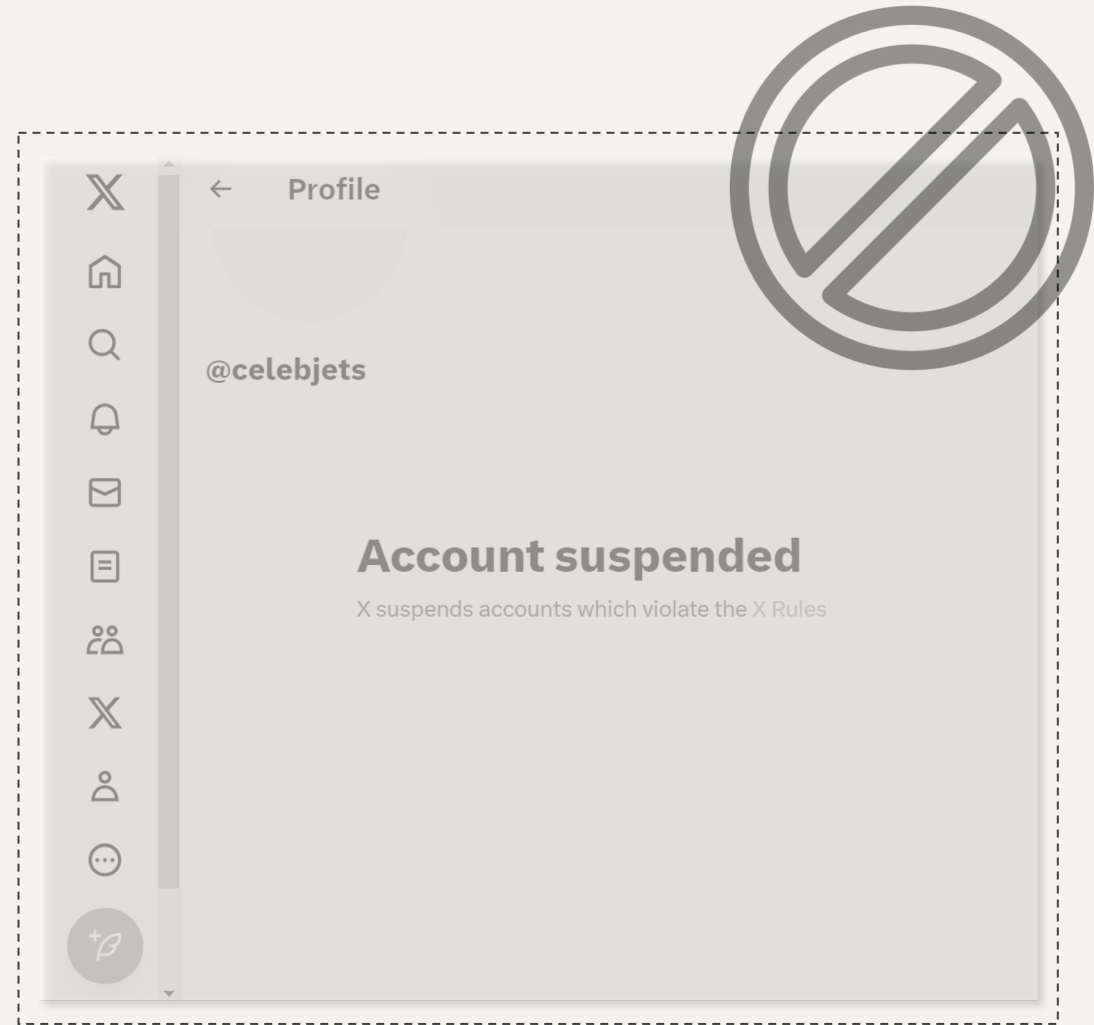 Profile
@celebjets
Account suspended
X suspends accounts which violate the X Rules